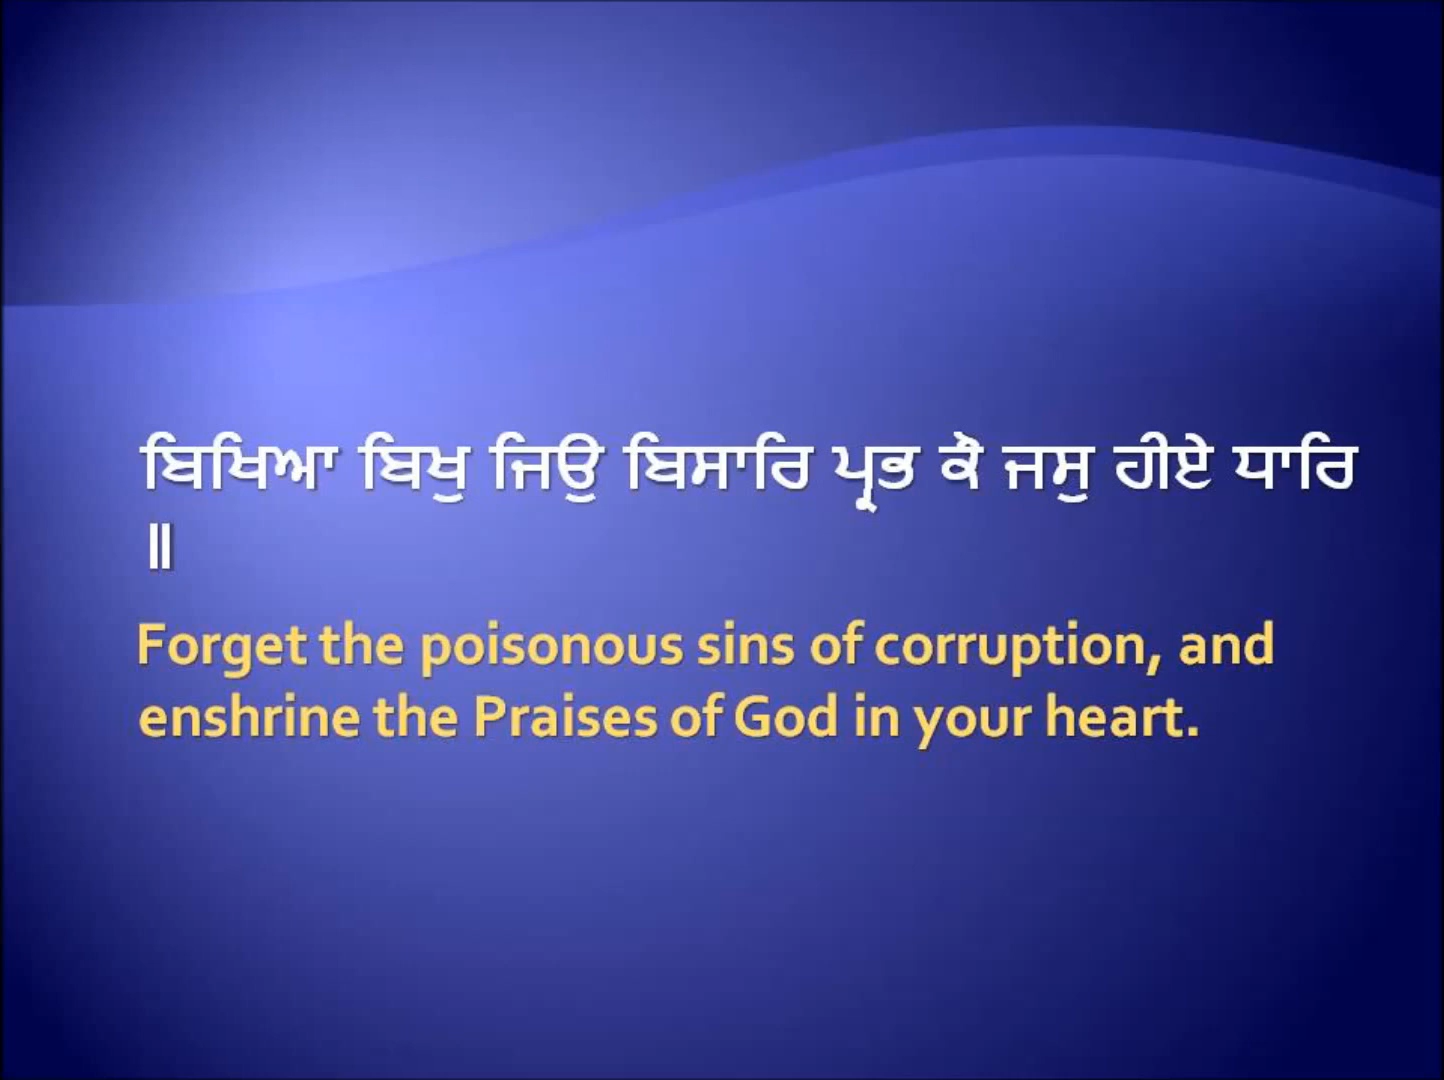 ਬਿਖਿਆ ਬਿਖੁ ਜਿਉ ਬਿਸਾਰਿ ਪ੍ਰਭ ਕੌ ਜਸੁ ਹੀਏ ਧਾਰਿ
॥
Forget the poisonous sins of corruption, and
enshrine the Praises of God in your heart.